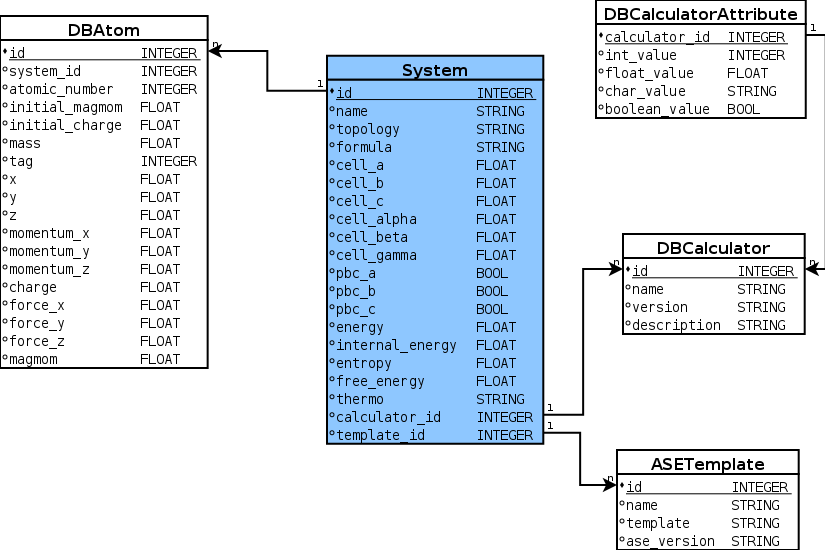 DBAtom
id INTEGER
system_id INTEGER
atomic_number INTEGER
initial_magmom FLOAT
initial_charge FLOAT
mass FLOAT
tag INTEGER
x FLOAT
y FLOAT
z FLOAT
momentum_x FLOAT
momentum_y FLOAT
momentum_z FLOAT
charge FLOAT
force_x FLOAT
force_y FLOAT
force_z FLOAT
magmom FLOAT
n
1
System
id INTEGER
name STRING
topology STRING
formula STRING
cell_a FLOAT
cell_b FLOAT
cell_c FLOAT
cell_alpha FLOAT
cell_beta FLOAT
cell_gamma FLOAT
pbc_a BOOL
pbc_b BOOL
pbc_c BOOL
energy FLOAT
internal_energy FLOAT
entropy FLOAT
free_energy FLOAT
thermo STRING
calculator_id INTEGER
template_id INTEGER
1
1
DBCalculatorAttribute
calculator_id INTEGER
int_value INTEGER
float_value FLOAT
char_value STRING
boolean_value BOOL
1
n
n
DBCalculator
id INTEGER
name STRING
version STRING
description STRING
n
ASETemplate
id INTEGER
name STRING
template STRING
ase_version STRING